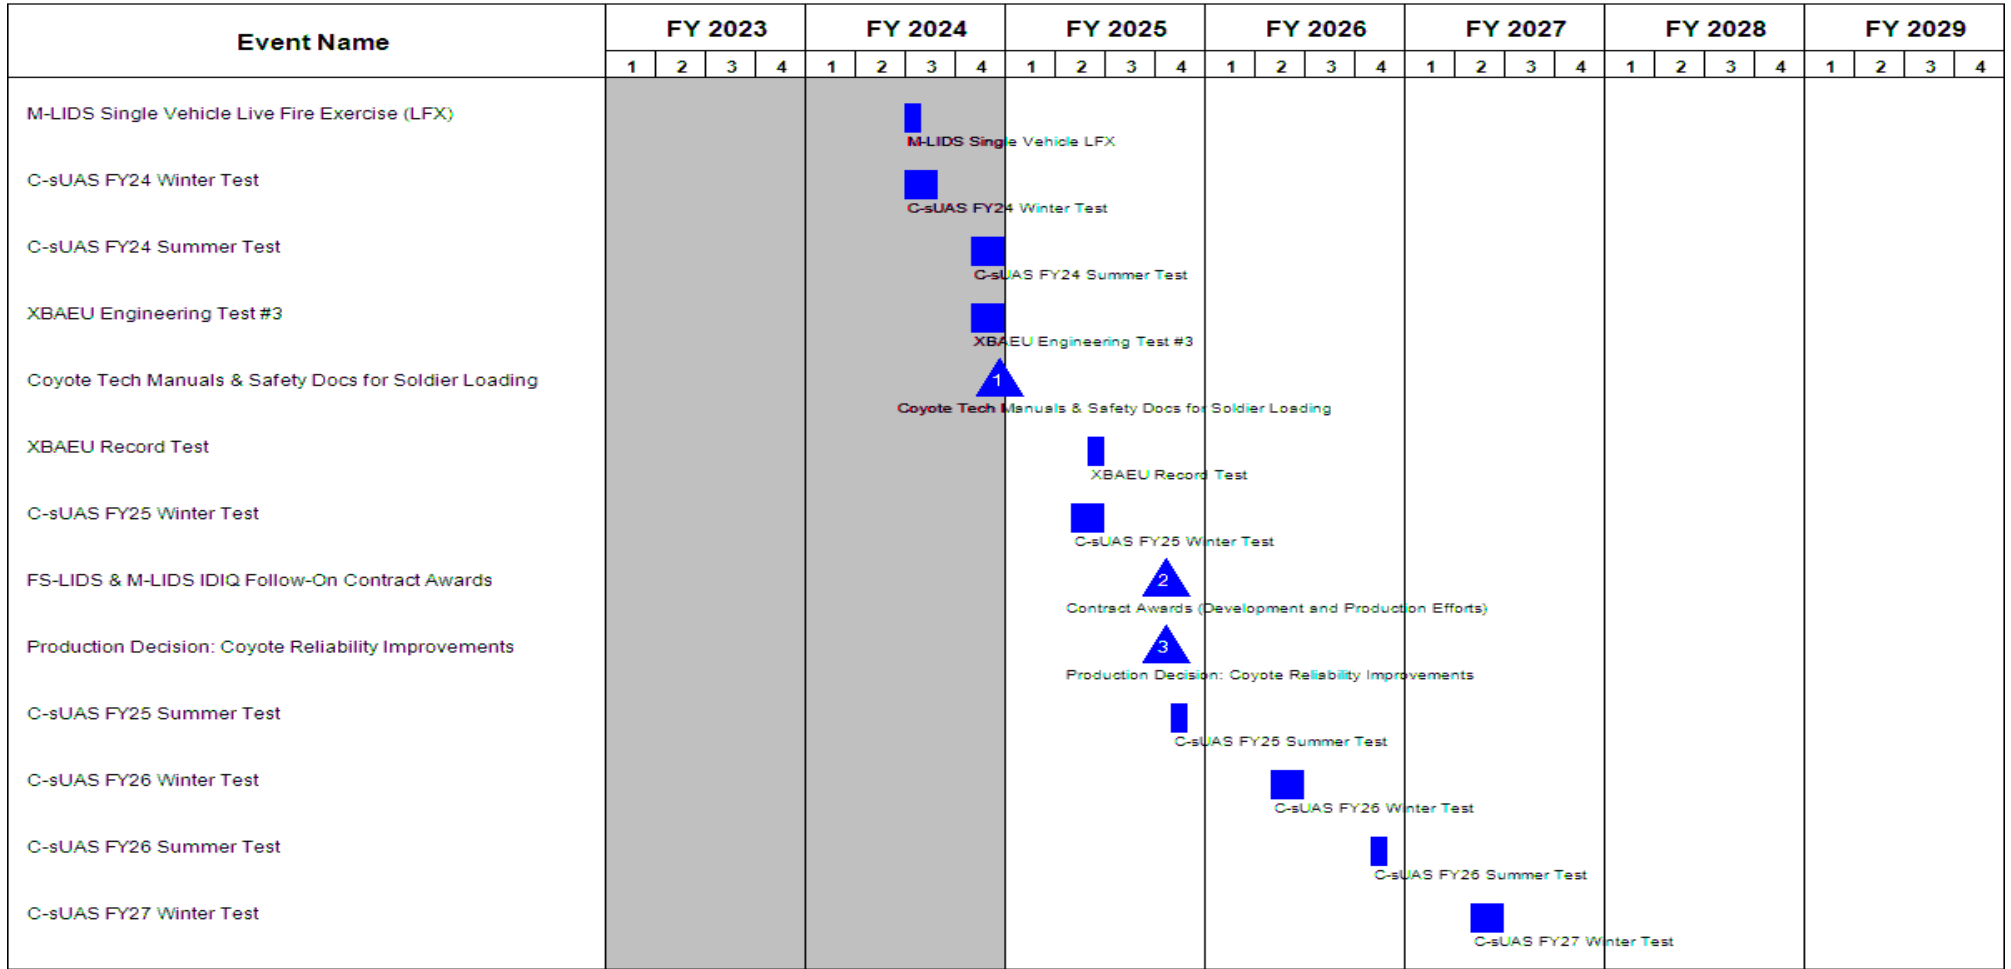 Event Name
FY 2023 FY 2024 FY 2025 FY 2026 FY 2027 FY 2028 FY 2029
1 2 3 4 1 2 3 4 1 2 3 4 1 2 3 4 1 2 3 4 1 2 3 4 1 2 3 4
M-LIDS Single Vehicle Live Fire Exercise (LFX)
M-LIDS Single Vehicle LFX
C-sUAS FY24 Winter Test
C-sUAS FY24 Winter Test
C-sUAS FY24 Summer Test
C-sUAS FY24 Summer Test
XBAEU Engineering Test #3
XBAEU Engineering Test #3
Coyote Tech Manuals & Safety Docs for Soldier Loading
1
Coyote Tech Manuals & Safety Docs for Soldier Loading
XBAEU Record Test
XBAEU Record Test
C-sUAS FY25 Winter Test
C-sUAS FY25 Winter Test
FS-LIDS & M-LIDS IDIQ Follow-On Contract Awards
2
Contract Awards (Development and Production Efforts)
Production Decision: Coyote Reliability Improvements
3
Production Decision: Coyote Reliability Improvements
C-sUAS FY25 Summer Test
C-sUAS FY25 Summer Test
C-sUAS FY26 Winter Test
C-sUAS FY26 Winter Test
C-sUAS FY26 Summer Test
C-sUAS FY26 Summer Test
C-sUAS FY27 Winter Test
C-sUAS FY27 Winter Test